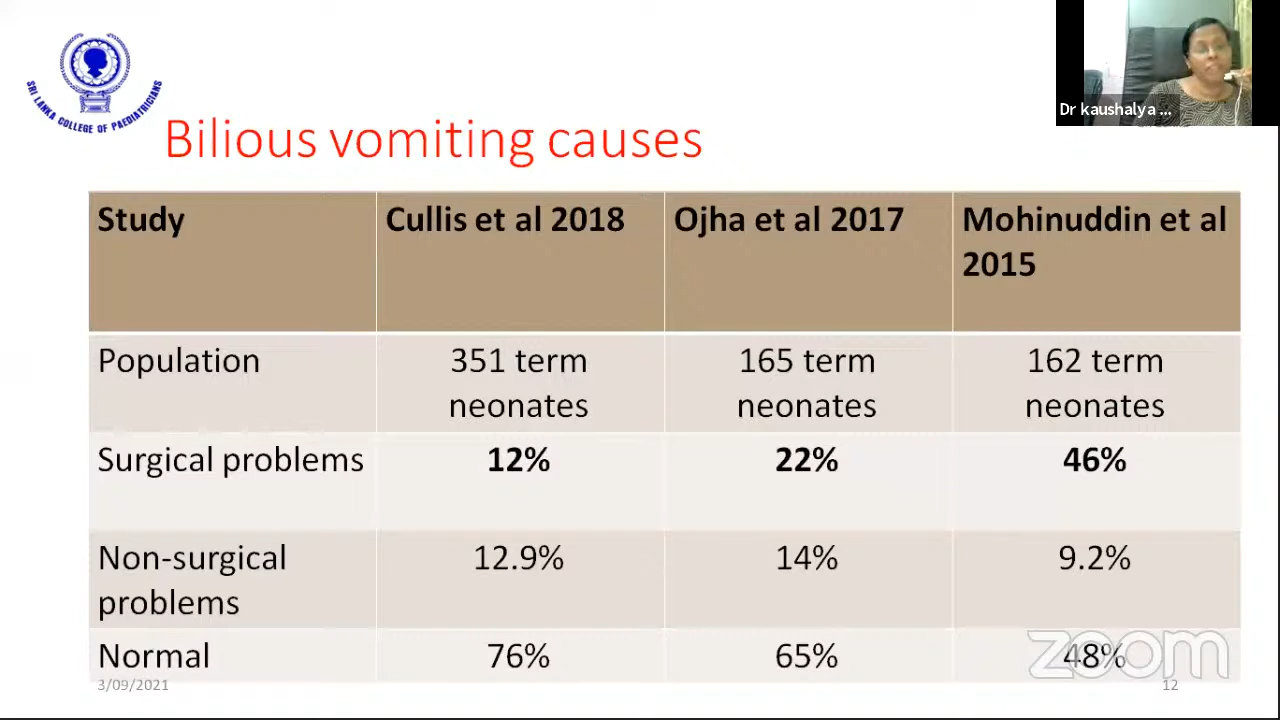 SRI LANKA COLLEGE OF PAEDIATRICIANS
Dr kaushalya ...
Bilious vomiting causes
Study Cullis et al 2018 Ojha et al 2017 Mohinuddin et al
2015
Population 351 term 165 term 162 term
neonates neonates neonates
Surgical problems 12% 22% 46%
Non-surgical 12.9% 14% 9.2%
problems
Normal 76% 65% 48%
zoom
3/09/2021 12